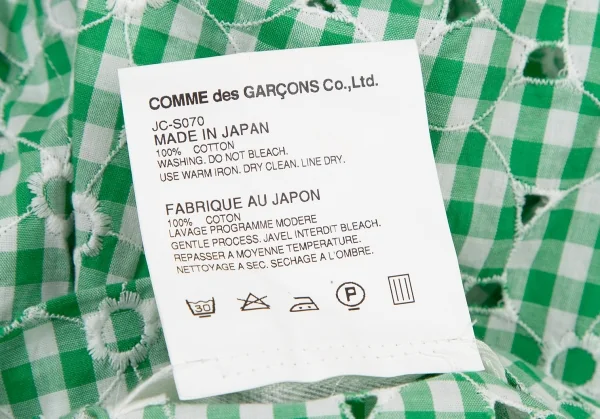 COMME des GARÇONS Co.,Ltd.
JC-S070
MADE IN JAPAN
100% COTTON
WASHING. DO NOT BLEACH.
USE WARM IRON. DRY CLEAN. LINE DRY.
FABRIQUE AU JAPON
100% COTON
LAVAGE PROGRAMME MODERE
GENTLE PROCESS. JAVEL INTERDIT BLEACH.
REPASSER A MOYENNE TEMPERATURE.
NETTOYAGE A SEC. SECHAGE A L'OMBRE.
30 P